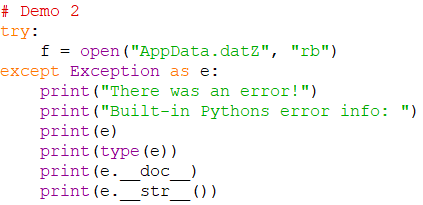 # Demo 2
try:
    f = open("AppData.datZ", "rb")
except Exception as e:
    print("There was an error!")
    print("Built-in Pythons error info: ")
    print(e)
    print(type(e))
    print(e.__doc__)
    print(e.__str__())